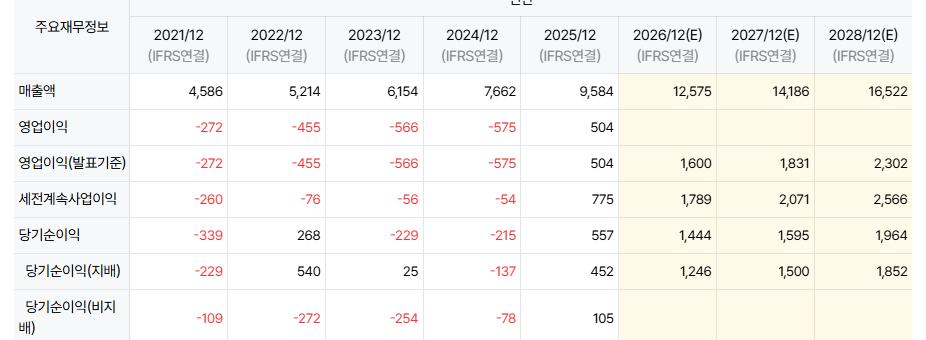 주요재무정보
2021/12 2022/12 2023/12 2024/12 2025/12 2026/12(E) 2027/12(E) 2028/12(E)
(IFRS연결) (IFRS연결) (IFRS연결) (IFRS연결) (IFRS연결) (IFRS연결) (IFRS연결) (IFRS연결)
매출액 4,586 5,214 6,154 7,662 9,584 12,575 14,186 16,522
영업이익 -272 -455 -566 -575 504
영업이익(발표기준) -272 -455 -566 -575 504 1,600 1,831 2,302
세전계속사업이익 -260 -76 -56 -54 775 1,789 2,071 2,566
당기순이익 -339 268 -229 -215 557 1,444 1,595 1,964
당기순이익(지배) -229 540 25 -137 452 1,246 1,500 1,852
당기순이익(비지
배) -109 -272 -254 -78 105